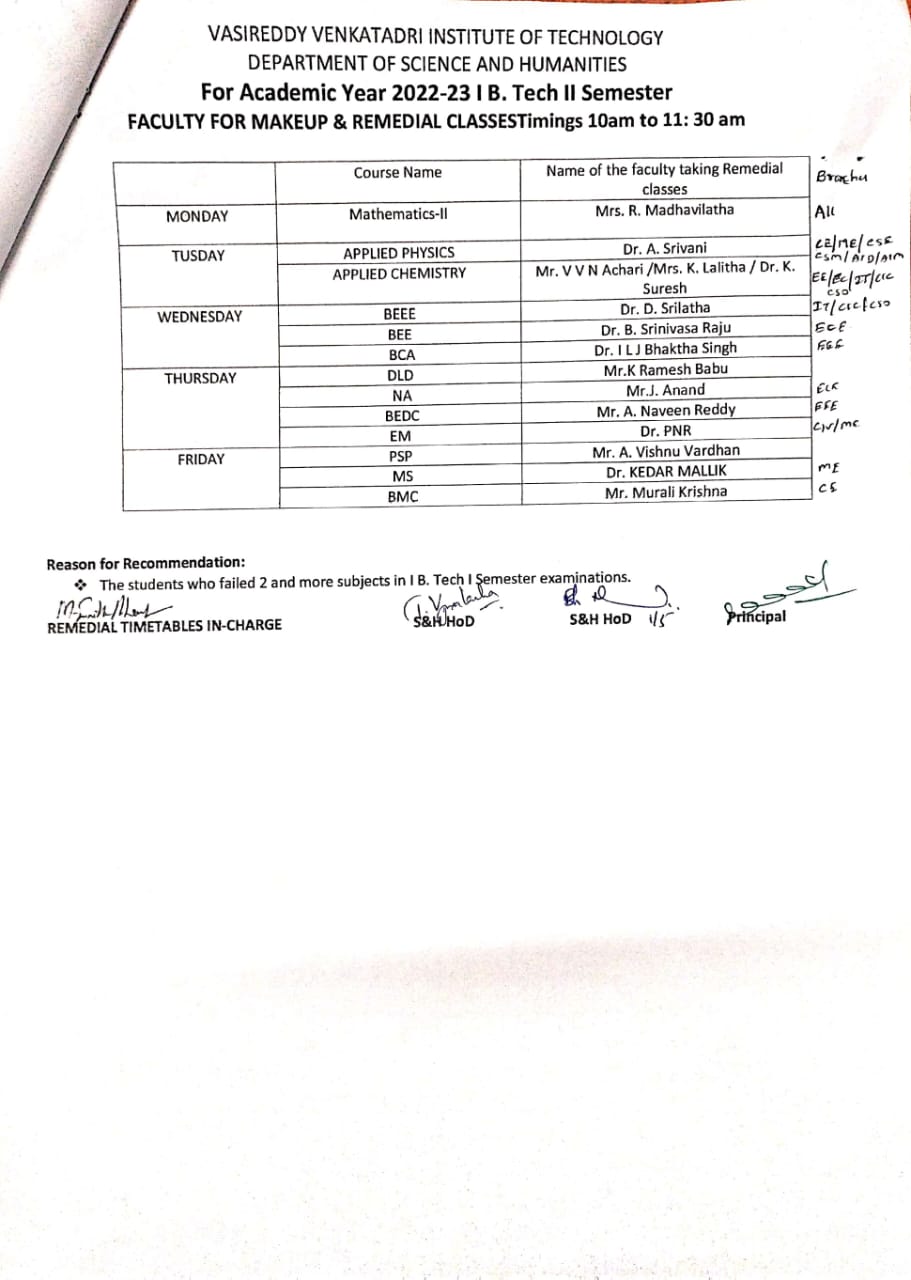 VASIREDDY VENKATADRI INSTITUTE OF TECHNOLOGY
DEPARTMENT OF SCIENCE AND HUMANITIES
For Academic Year 2022-23 I B. Tech II Semester
FACULTY FOR MAKEUP & REMEDIAL CLASSESTimings 10am to 11: 30 am
Course Name Name of the faculty taking Remedial
classes
MONDAY Mathematics-II Mrs. R. Madhavilatha All
TUSDAY APPLIED PHYSICS Dr. A. Srivani CE/ME/CSE
CSM/AID/AIM
APPLIED CHEMISTRY Mr. V V N Achari /Mrs. K. Lalitha / Dr. K.
Suresh EE/EC/IT/CIC
CSO
WEDNESDAY BEEE Dr. D. Srilatha IT/CIC/CSO
BEE Dr. B. Srinivasa Raju ECE
BCA Dr. I L J Bhaktha Singh EEE
THURSDAY DLD Mr.K Ramesh Babu
NA Mr.J. Anand
BEDC Mr. A. Naveen Reddy EEE
EM Dr. PNR
FRIDAY PSP Mr. A. Vishnu Vardhan
MS Dr. KEDAR MALLIK ME
BMC Mr. Murali Krishna
Reason for Recommendation:
❖ The students who failed 2 and more subjects in I B. Tech I Semester examinations.
REMEDIAL TIMETABLES IN-CHARGE S&H HoD S&H HoD 1/5 Principal